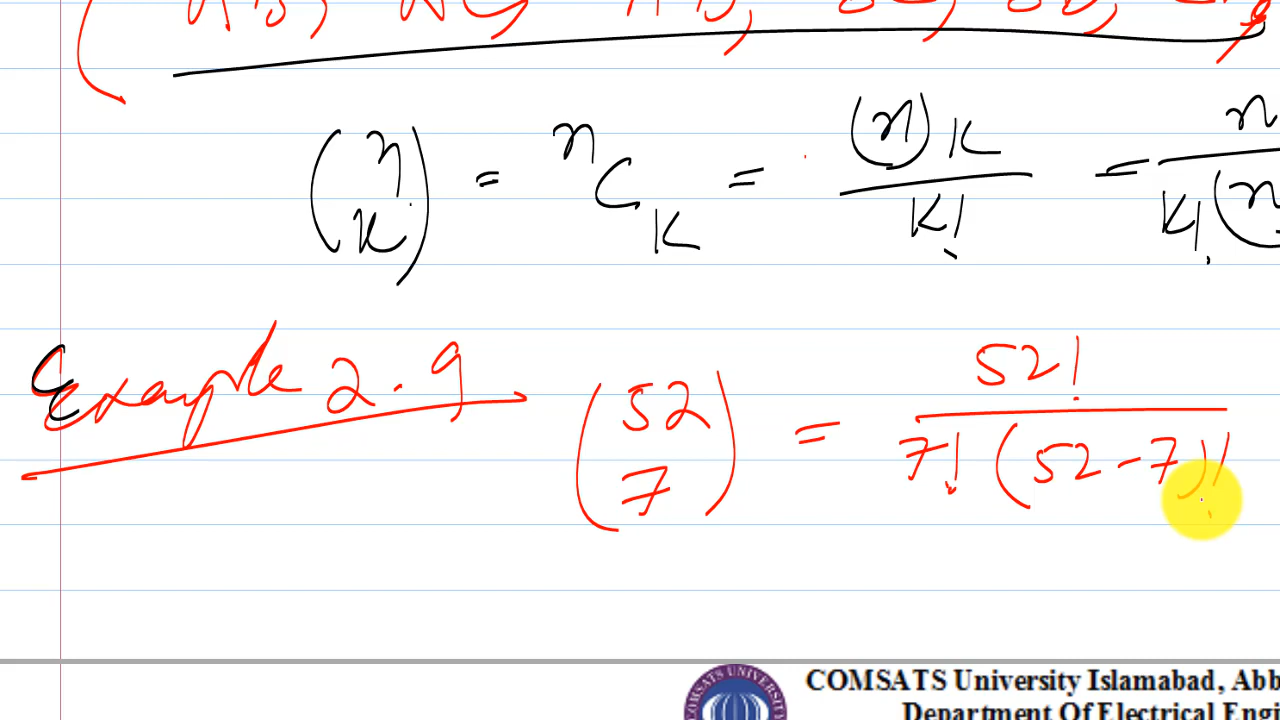 (n k) = nCk = (n)k / k! = n / k!(n
Example 2.9 (52 7) = 52! / 7!(52-7)!
COMSATS University Islamabad, Abb
Department Of Electrical Engi